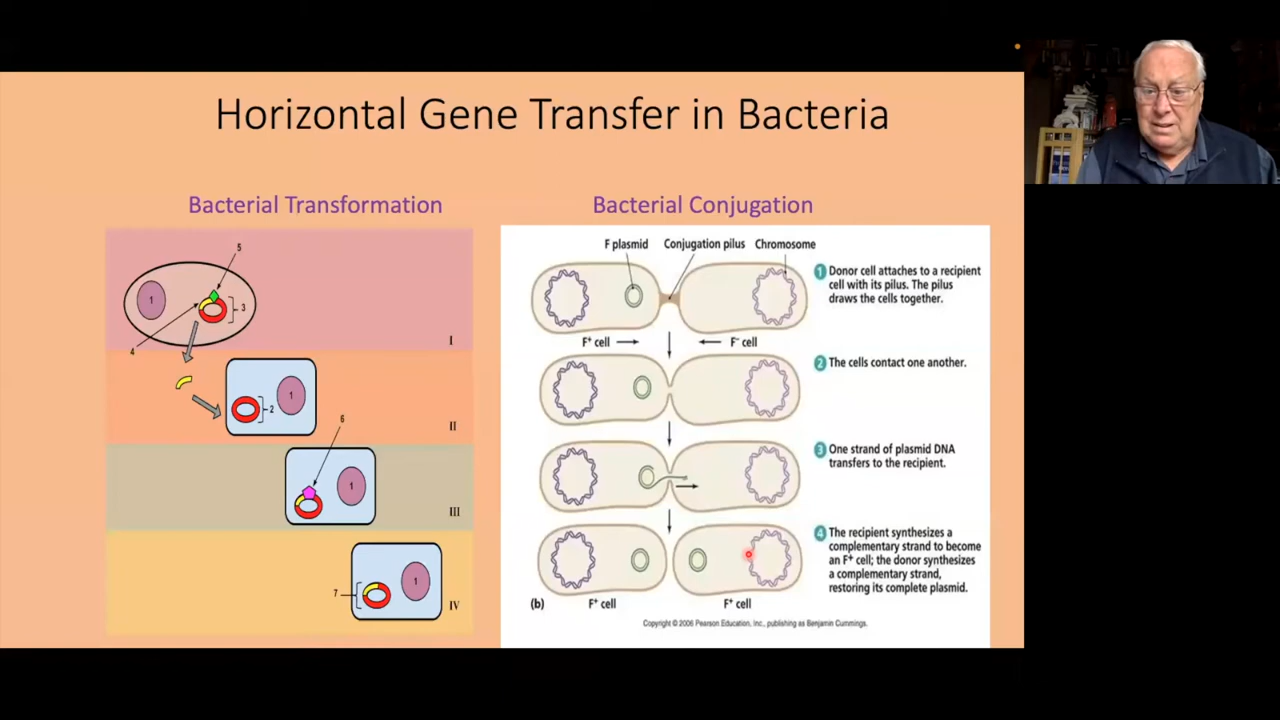 Horizontal Gene Transfer in Bacteria
Bacterial Transformation
Bacterial Conjugation
5
1
3
4
I
1
2
II
6
1
III
7
1
IV
F plasmid
Conjugation pilus
Chromosome
1 Donor cell attaches to a recipient
cell with its pilus. The pilus
draws the cells together.
F+ cell
F- cell
2 The cells contact one another.
3 One strand of plasmid DNA
transfers to the recipient.
4 The recipient synthesizes a
complementary strand to become
an F+ cell; the donor synthesizes
a complementary strand,
restoring its complete plasmid.
(b)
F+ cell
F+ cell
Copyright © 2006 Pearson Education, Inc., publishing as Benjamin Cummings.